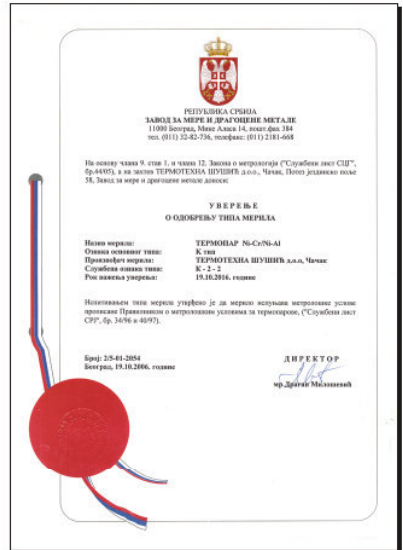 РЕПУБЛИКА СРБИЈА
ЗАВОД ЗА МЕРЕ И ДРАГОЦЕНЕ МЕТАЛЕ
11000 Београд, Мике Аласа 14, пошт.фах 384
тел. (011) 32-82-736, телефакс: (011) 2181-668
На основу члана 9. став 1. и члана 12. Закона о метрологији ("Службени лист СЦГ",
бр.44/05), а на захтев ТЕРМОТЕХНА ШУШИЋ д.о.о., Чачак, Потез јездинско поље
58, Завод за мере и драгоцене метале доноси:
У В Е Р Е Њ Е
О ОДОБРЕЊУ ТИПА МЕРИЛА
Назив мерила: ТЕРМОПАР Ni-Cr/Ni-Al
Ознака основног типа: К тип
Произвођач мерила: ТЕРМОТЕХНА ШУШИЋ д.о.о, Чачак
Службена ознака типа: К - 2 - 2
Рок важења уверења: 19.10.2016. године
Испитивањем типа мерила утврђено је да мерило испуњава метролошке услове
прописане Правилником о метролошким условима за термопарове, ("Службени лист
СРЈ", бр. 34/96 и 40/97).
Број: 2/5-01-2054
Београд, 19.10.2006. године
Д И Р Е К Т О Р
мр Драган Милошевић